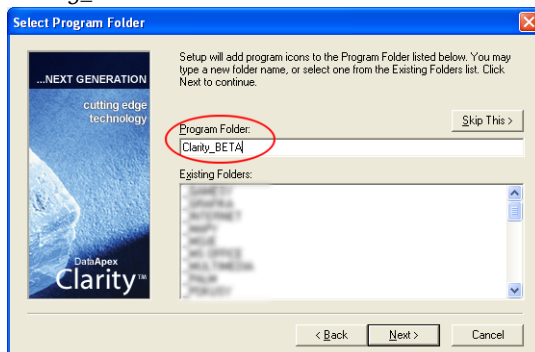 Select Program Folder
...NEXT GENERATION
cutting edge
technology
DataApex
Clarity™
Setup will add program icons to the Program Folder listed below. You may
type a new folder name, or select one from the Existing Folders list. Click
Next to continue.
Skip This >
Program Folder:
Clarity_BETA
Existing Folders:
< Back
Next >
Cancel